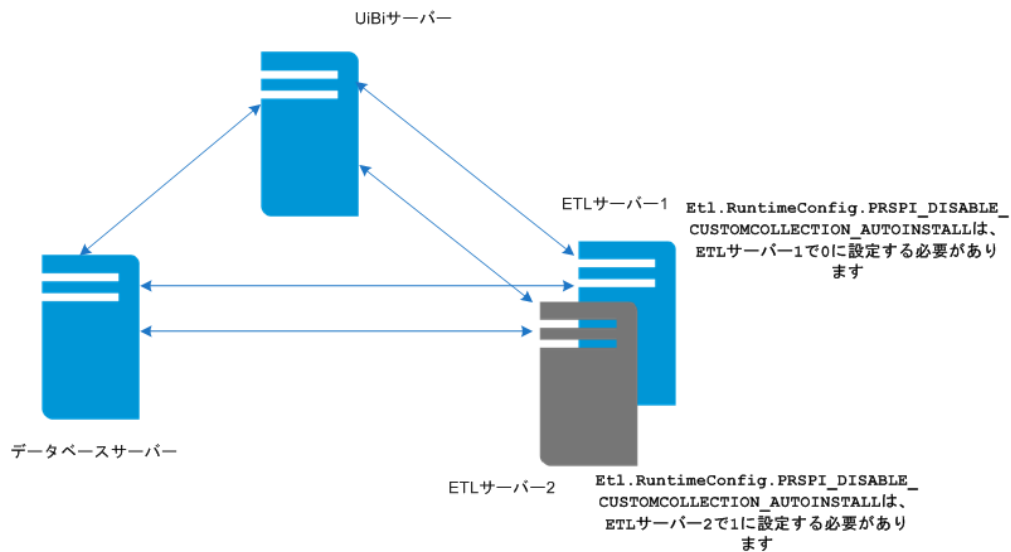 UiBiサーバー
ETLサーバー1
Etl.RuntimeConfig.PRSPI_DISABLE_
CUSTOMCOLLECTION_AUTOINSTALLは、
ETLサーバー1で0に設定する必要があり
ます
データベースサーバー
ETLサーバー2
Etl.RuntimeConfig.PRSPI_DISABLE_
CUSTOMCOLLECTION_AUTOINSTALLは、
ETLサーバー2で1に設定する必要があり
ます